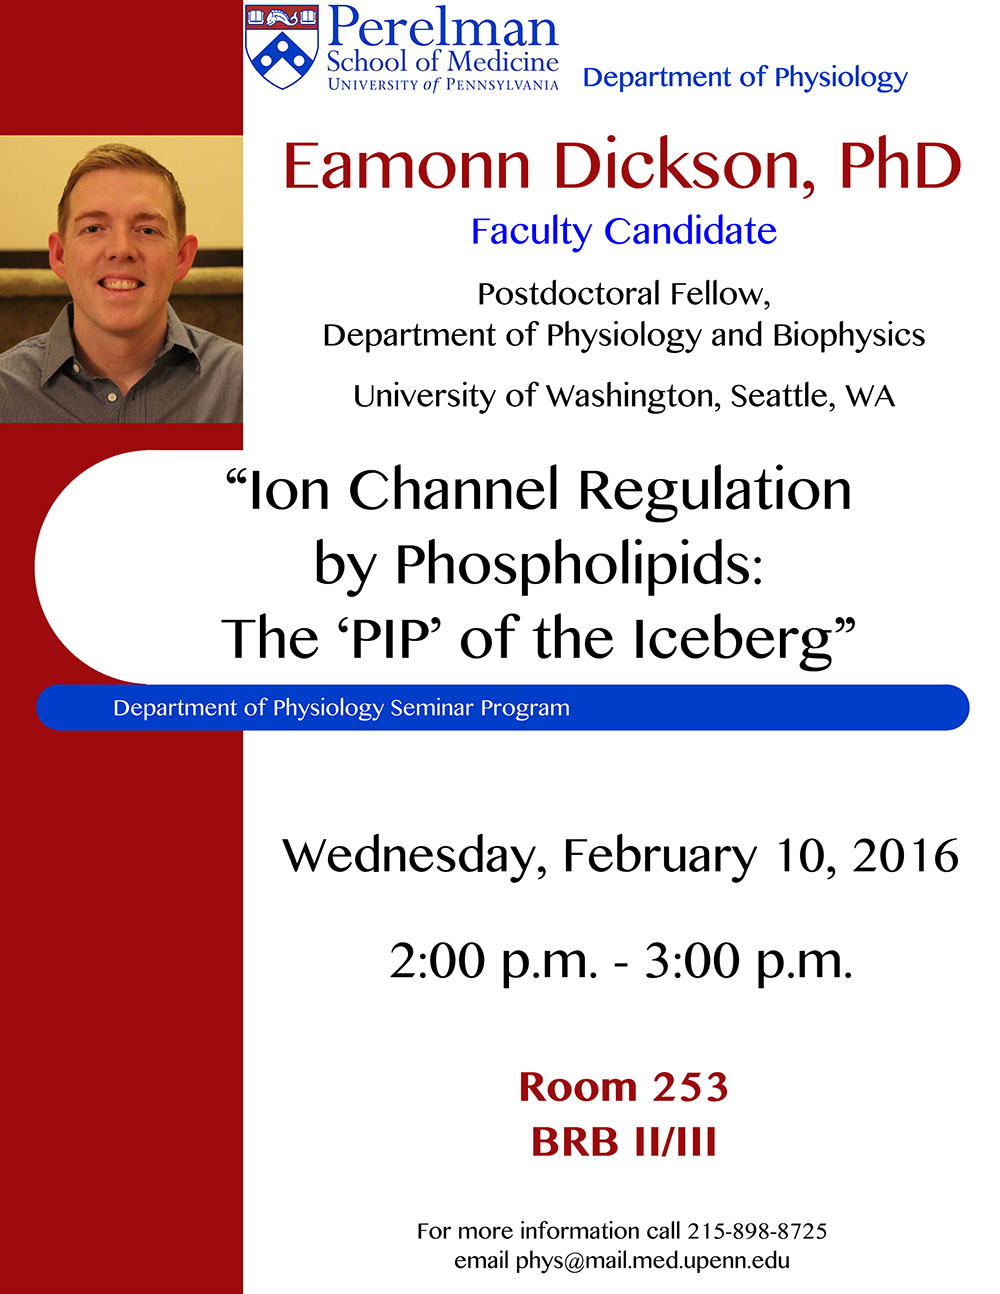 Perelman
School of Medicine
University of Pennsylvania
Department of Physiology
Eamonn Dickson, PhD
Faculty Candidate
Postdoctoral Fellow,
Department of Physiology and Biophysics
University of Washington, Seattle, WA
“Ion Channel Regulation
by Phospholipids:
The ‘PIP’ of the Iceberg”
Department of Physiology Seminar Program
Wednesday, February 10, 2016
2:00 p.m. - 3:00 p.m.
Room 253
BRB II/III
For more information call 215-898-8725
email phys@mail.med.upenn.edu